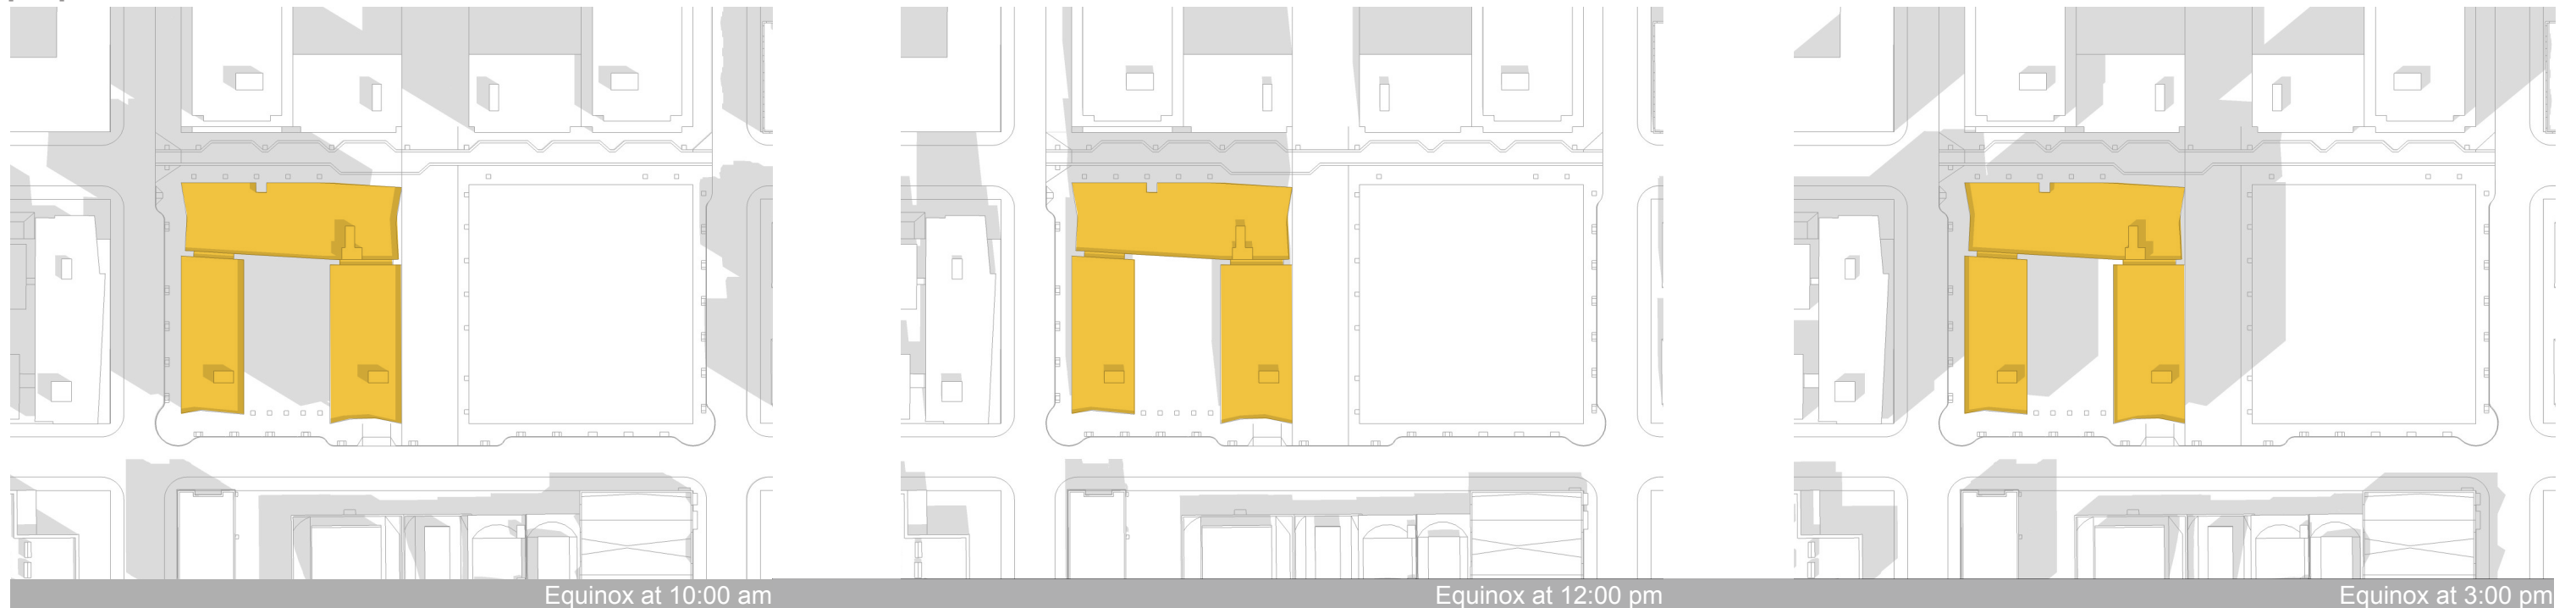 Equinox at 10:00 am
Equinox at 12:00 pm
Equinox at 3:00 pm